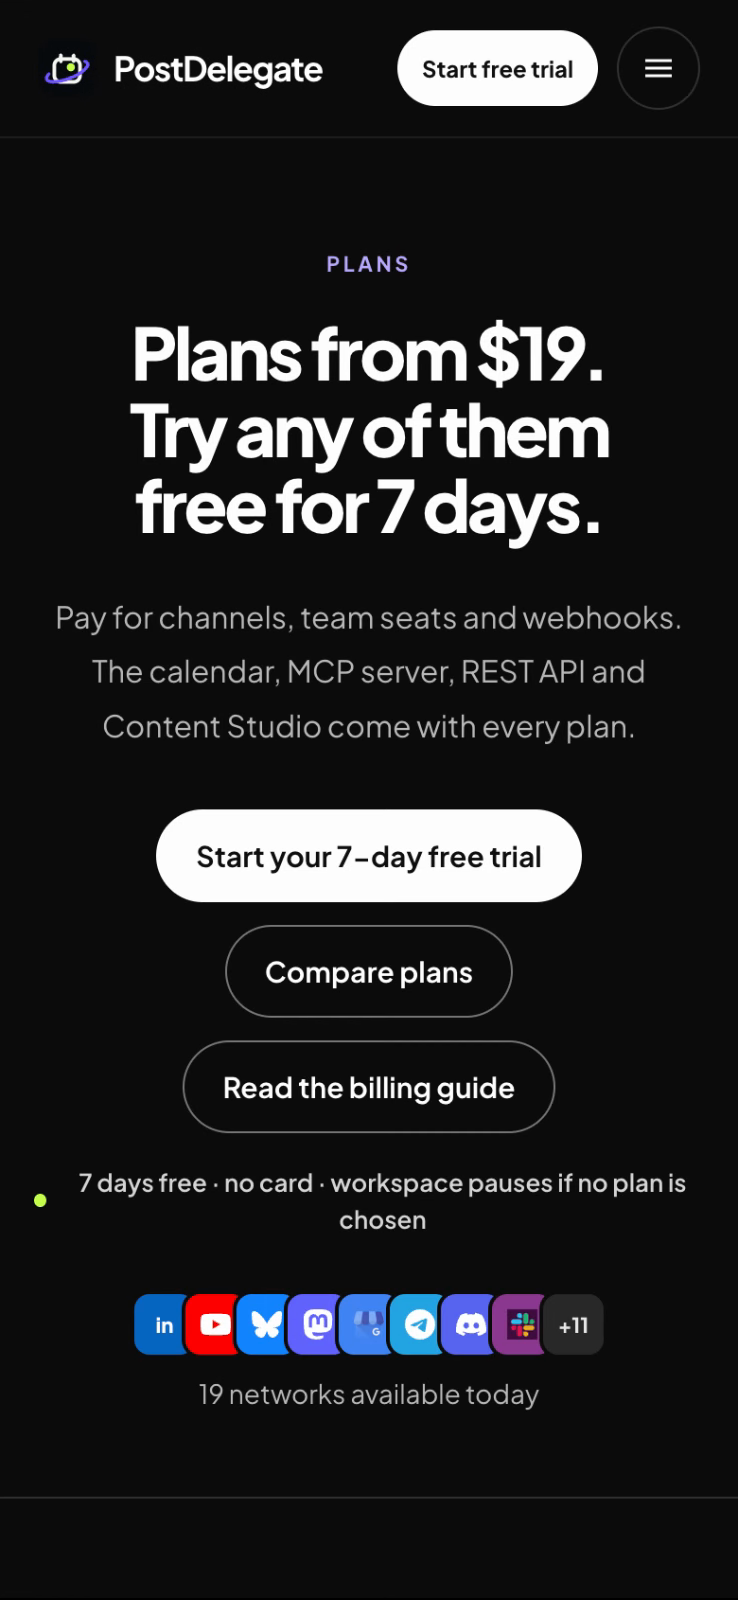 PostDelegate
Start free trial
PLANS
Plans from $19.
Try any of them
free for 7 days.
Pay for channels, team seats and webhooks.
The calendar, MCP server, REST API and
Content Studio come with every plan.
Start your 7-day free trial
Compare plans
Read the billing guide
7 days free · no card · workspace pauses if no plan is
chosen
in
G
+11
19 networks available today